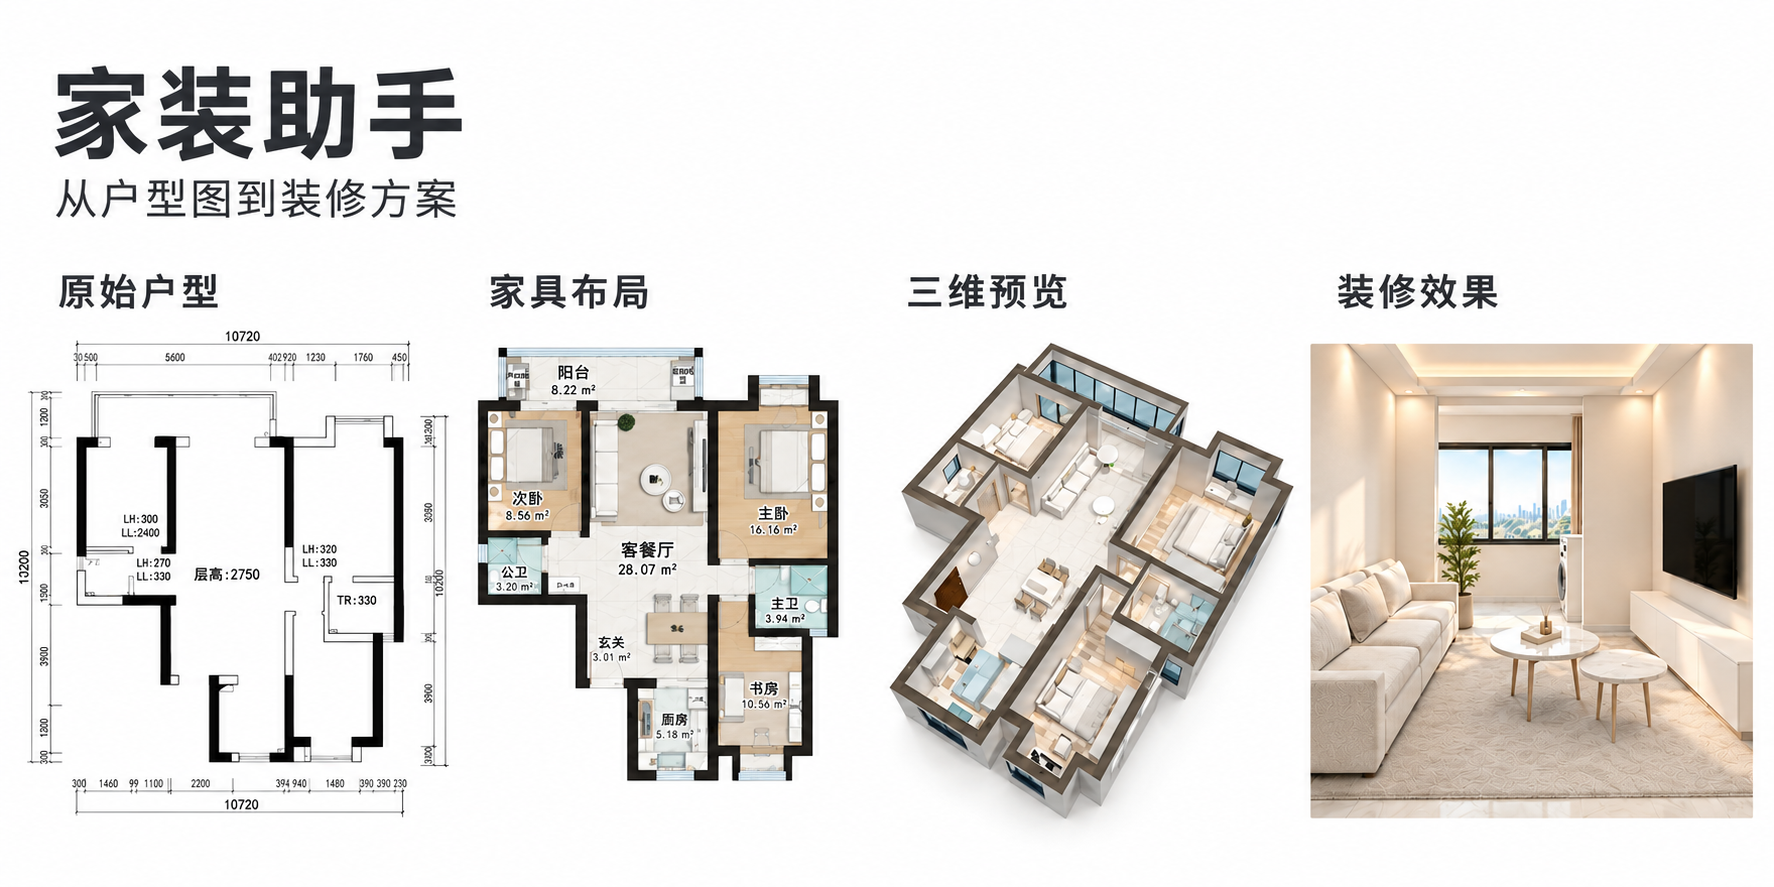 家装助手
从户型图到装修方案
原始户型
10720
30 500 5600 402 920 1230 1760 450
13200
1200
3050
3900
LH:300
LL:2400
LH:270
LL:330
层高:2750
LH:320
LL:330
TR:330
3900
300 1460 99 1100 2200 394 940 1480 390 390 230
10720
家具布局
阳台
8.22 m²
次卧
8.56 m²
主卧
16.16 m²
客餐厅
28.07 m²
公卫
3.20 m²
主卫
3.94 m²
玄关
3.01 m²
书房
10.56 m²
厨房
5.18 m²
三维预览
装修效果